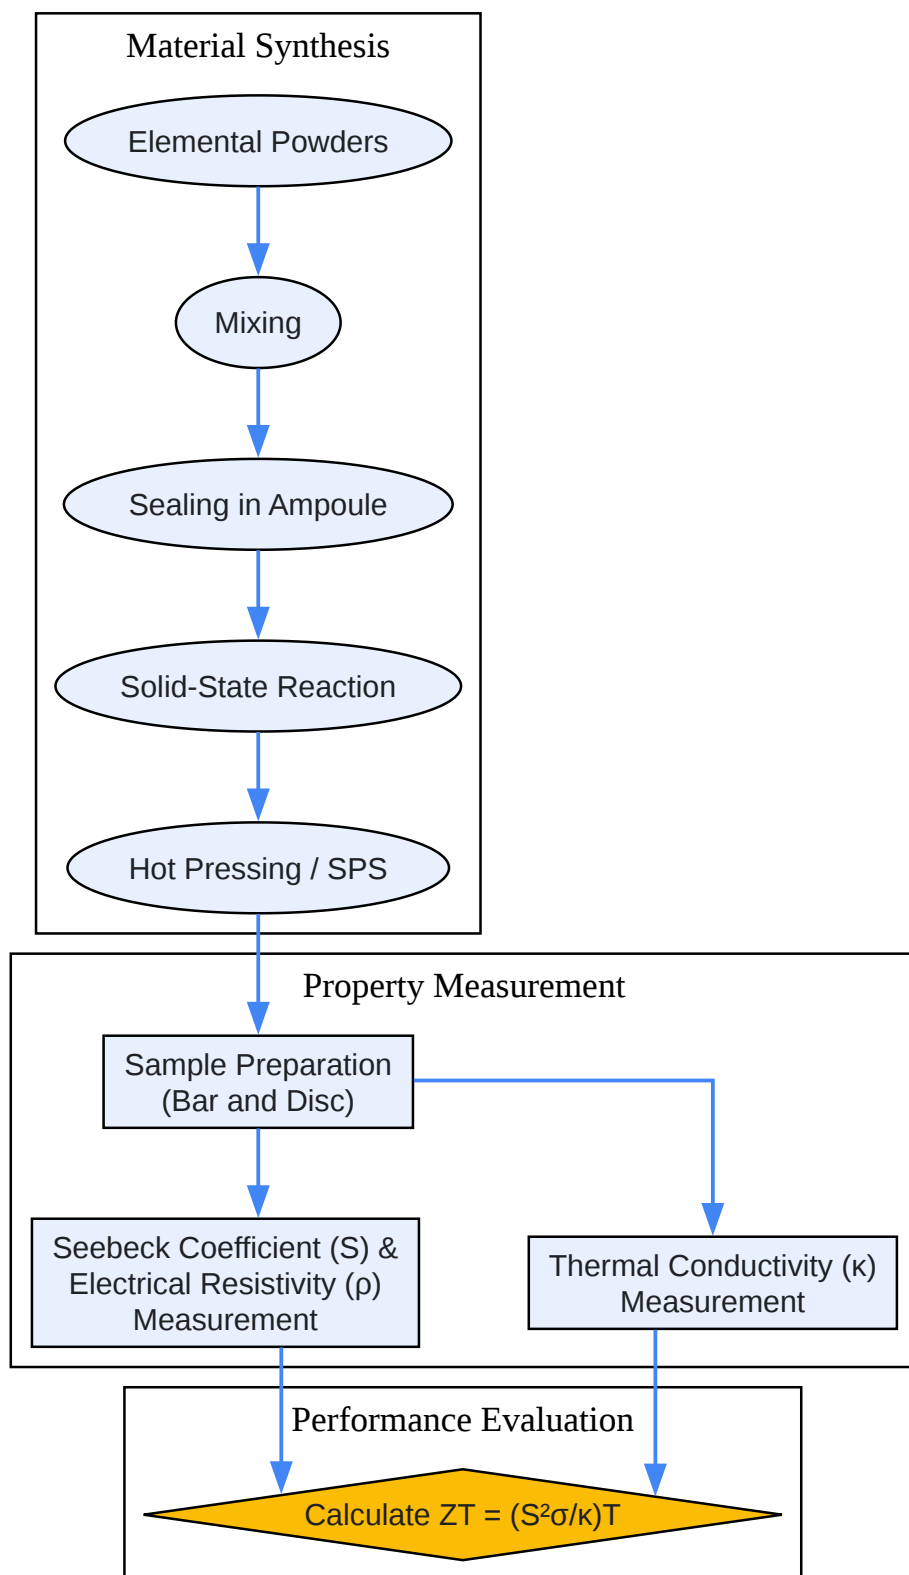 Material Synthesis
Elemental Powders
Mixing
Sealing in Ampoule
Solid-State Reaction
Hot Pressing / SPS
Property Measurement
Sample Preparation
(Bar and Disc)
Seebeck Coefficient (S) &
Electrical Resistivity (ρ)
Measurement
Thermal Conductivity (κ)
Measurement
Performance Evaluation
Calculate ZT = (S²σ/κ)T